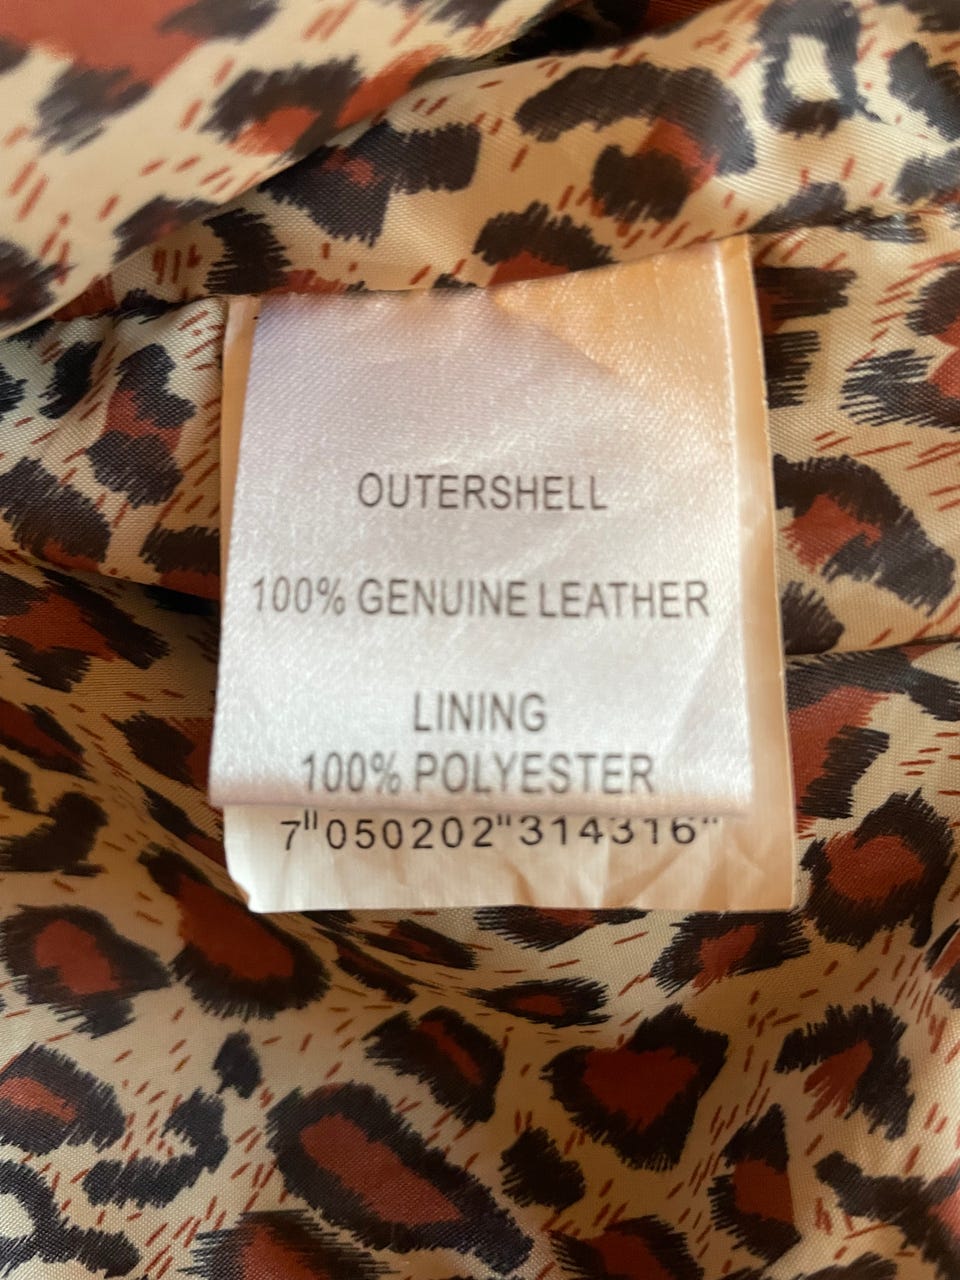 OUTERSHELL
100% GENUINE LEATHER
LINING
100% POLYESTER
7"050202"314316"